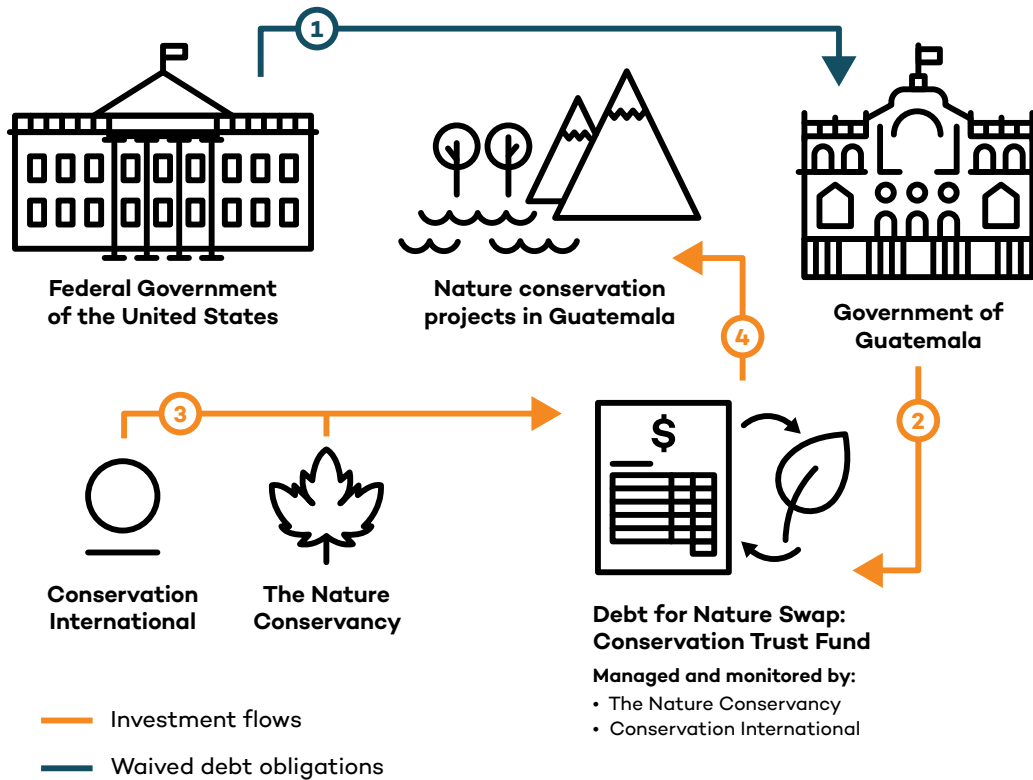 1
Federal Government
of the United States
Nature conservation
projects in Guatemala
Government of
Guatemala
4
3
2
$
Conservation
International
The Nature
Conservancy
Debt for Nature Swap:
Conservation Trust Fund
Managed and monitored by:
• The Nature Conservancy
• Conservation International
Investment flows
Waived debt obligations